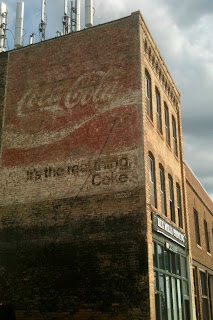 Coca-Cola
It's the real thing.
Coke.